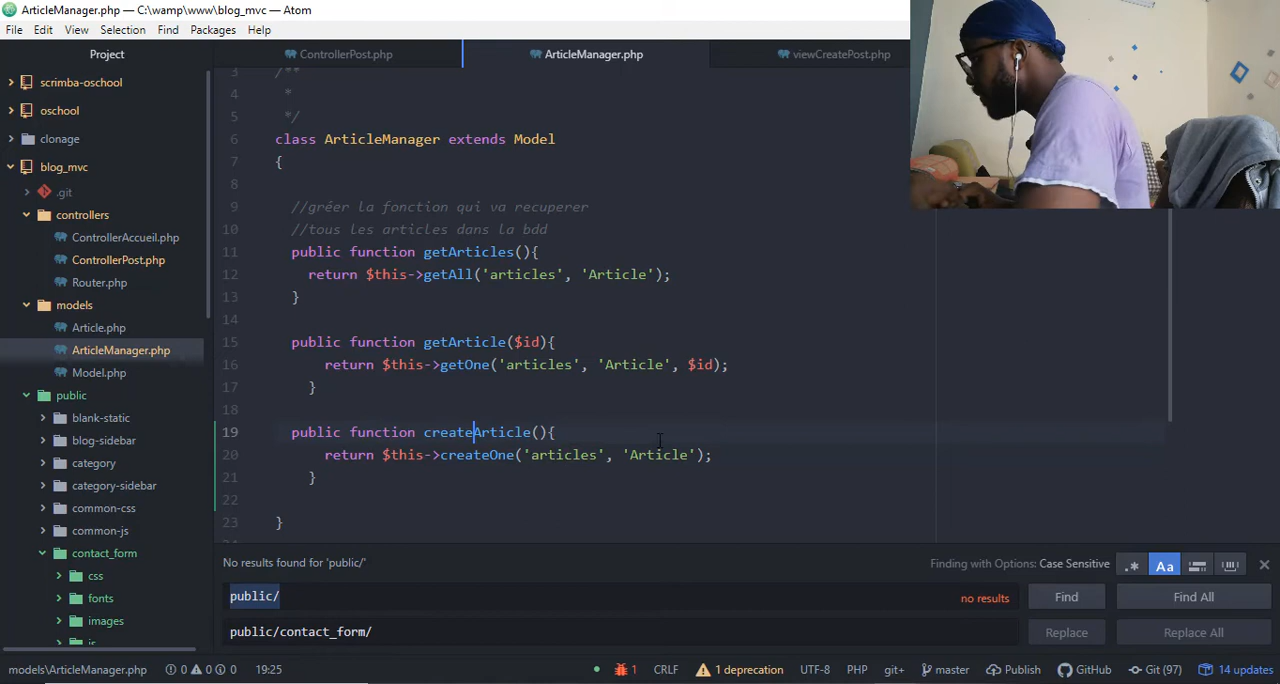 ArticleManager.php — C:\wamp\www\blog_mvc — Atom
File Edit View Selection Find Packages Help
Project
ControllerPost.php
ArticleManager.php
viewCreatePost.php
scrimba-oschool
oschool
clonage
blog_mvc
.git
controllers
ControllerAccueil.php
ControllerPost.php
Router.php
models
Article.php
ArticleManager.php
Model.php
public
blank-static
blog-sidebar
category
category-sidebar
common-css
common-js
contact_form
css
fonts
images
3 /**
4 *
5 */
6 class ArticleManager extends Model
7 {
8
9 //gréer la fonction qui va recuperer
10 //tous les articles dans la bdd
11 public function getArticles(){
12 return $this->getAll('articles', 'Article');
13 }
14
15 public function getArticle($id){
16 return $this->getOne('articles', 'Article', $id);
17 }
18
19 public function createArticle(){
20 return $this->createOne('articles', 'Article');
21 }
22
23 }
No results found for 'public/'
Finding with Options: Case Sensitive
.* Aa
public/
no results
Find
Find All
public/contact_form/
Replace
Replace All
models\ArticleManager.php 0 0 0 19:25
1 CRLF 1 deprecation UTF-8 PHP git+ master Publish GitHub Git (97) 14 updates